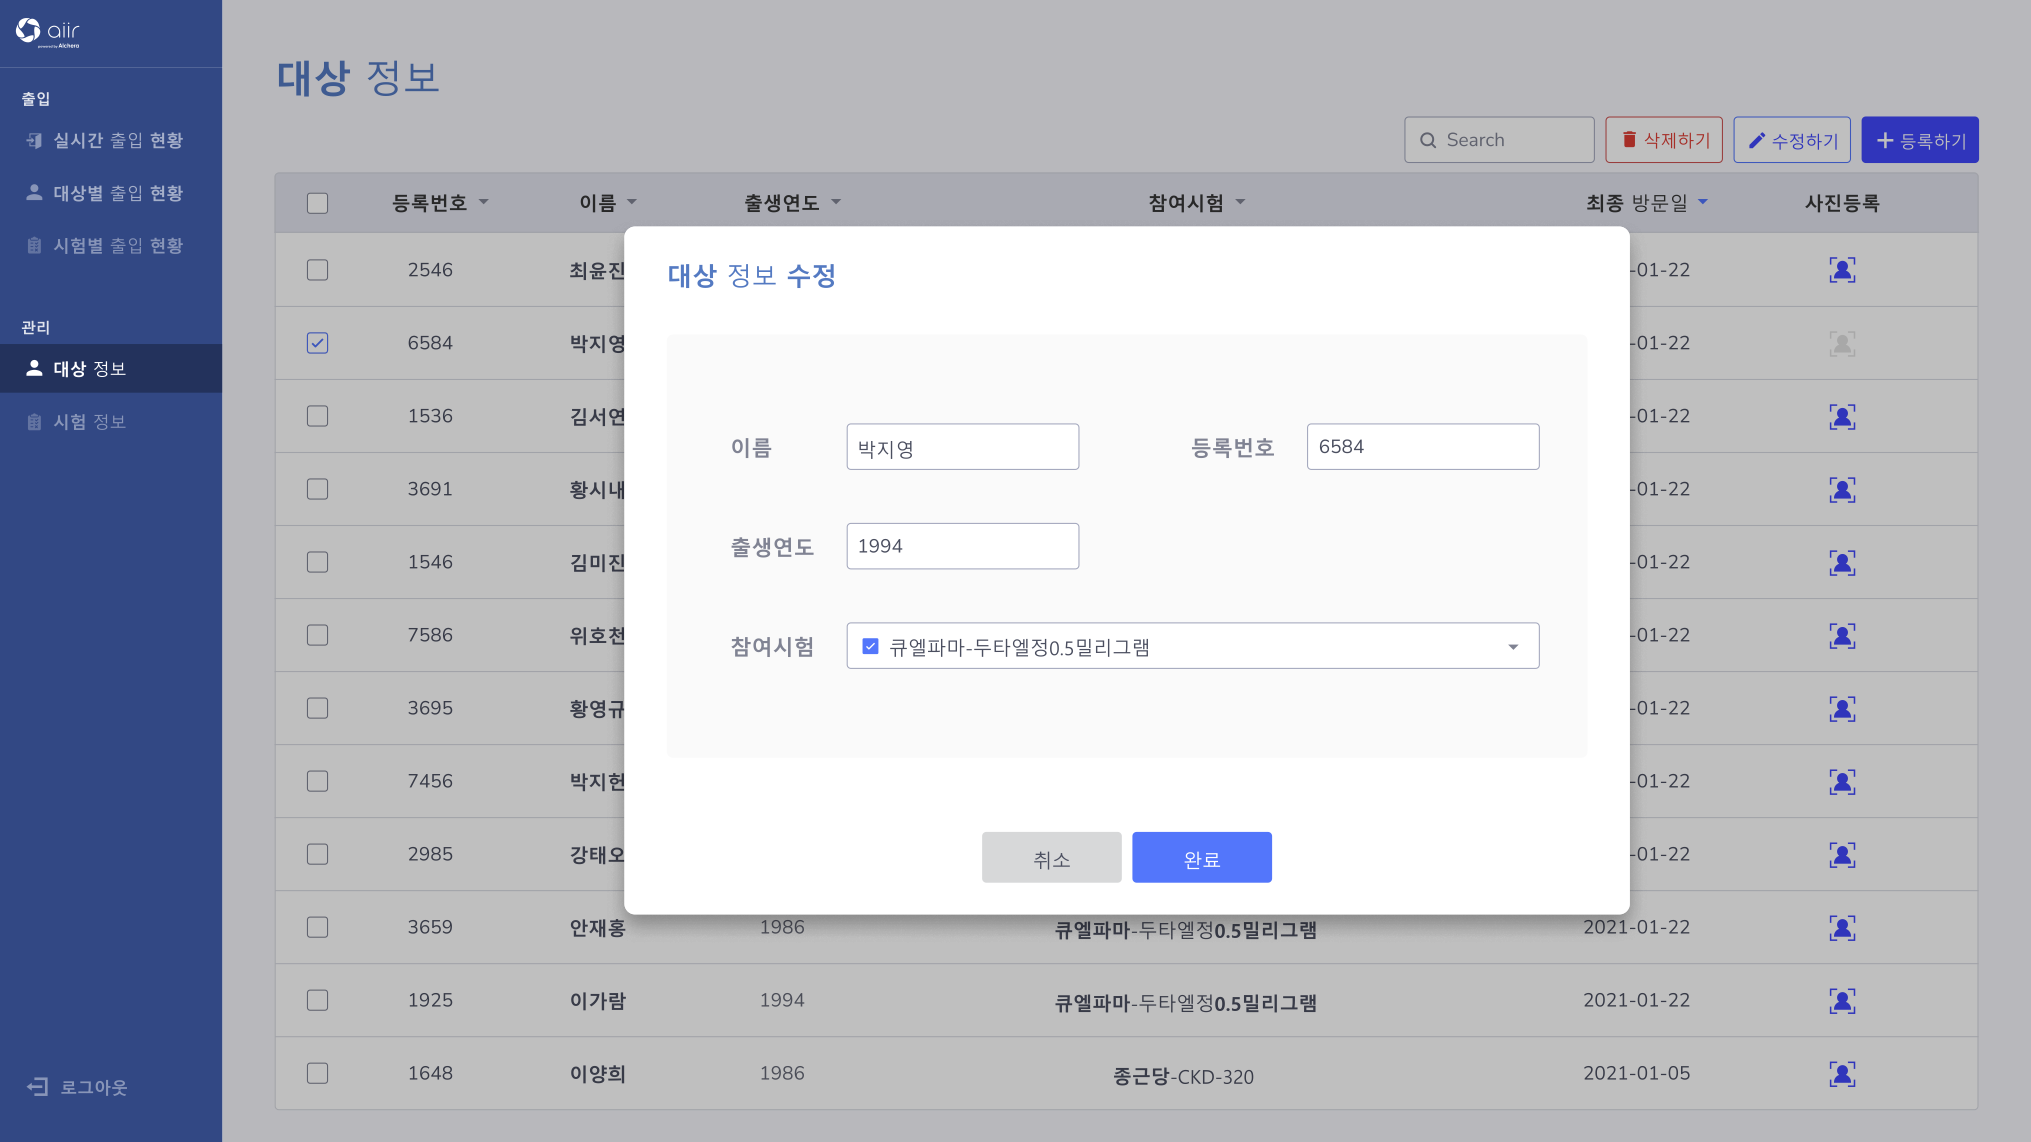 aiir
powered by Alchera
출입
실시간 출입 현황
대상별 출입 현황
시험별 출입 현황
관리
대상 정보
시험 정보
로그아웃
대상 정보
Search
삭제하기
수정하기
등록하기
등록번호 이름 출생연도 참여시험 최종 방문일 사진등록
2546 최윤진 -01-22
6584 박지영 -01-22
1536 김서연 -01-22
3691 황시내 -01-22
1546 김미진 -01-22
7586 위호천 -01-22
3695 황영규 -01-22
7456 박지헌 -01-22
2985 강태오 -01-22
3659 안재홍 1986 큐엘파마-두타엘정0.5밀리그램 2021-01-22
1925 이가람 1994 큐엘파마-두타엘정0.5밀리그램 2021-01-22
1648 이양희 1986 종근당-CKD-320 2021-01-05
대상 정보 수정
이름 박지영 등록번호 6584
출생연도 1994
참여시험 큐엘파마-두타엘정0.5밀리그램
취소 완료